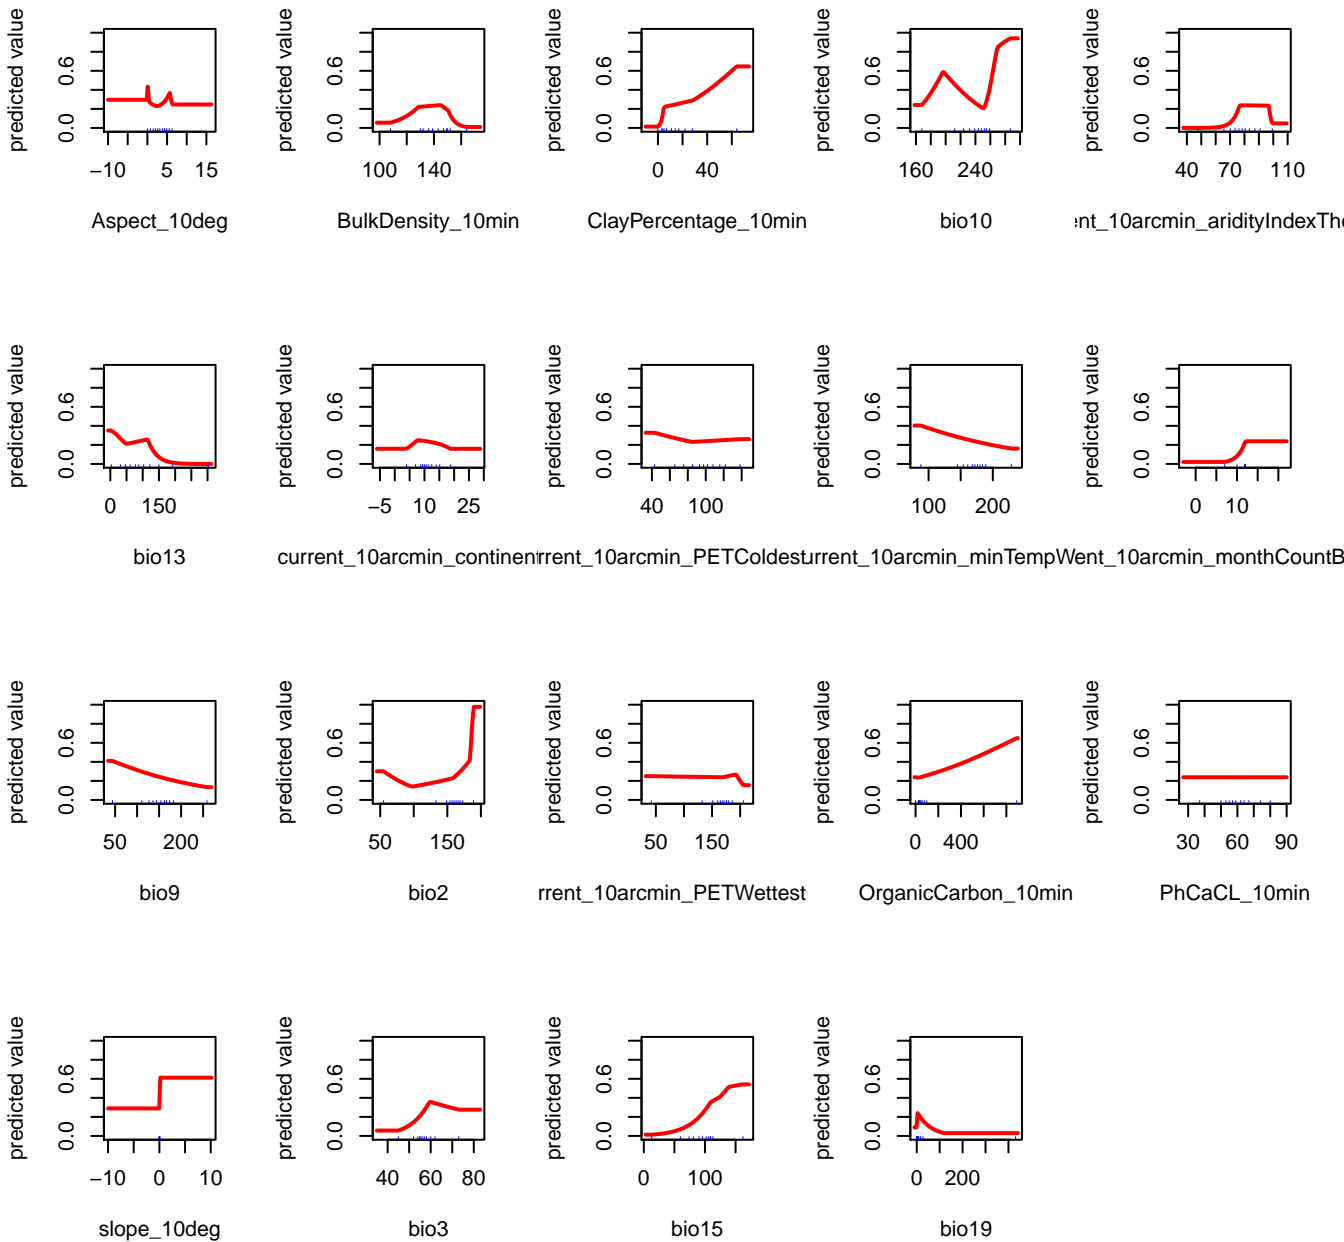 predicted value
0.0 0.6
−10 5 15
Aspect_10deg
predicted value
0.0 0.6
100 140
BulkDensity_10min
predicted value
0.0 0.6
0 40
ClayPercentage_10min
predicted value
0.0 0.6
160 240
bio10
predicted value
0.0 0.6
40 70 110
ent_10arcmin_aridityIndexTho
predicted value
0.0 0.6
0 150
bio13
predicted value
0.0 0.6
−5 10 25
current_10arcmin_continen
predicted value
0.0 0.6
40 100
rrent_10arcmin_PETColdest
predicted value
0.0 0.6
100 200
urrent_10arcmin_minTempW
predicted value
0.0 0.6
0 10
ent_10arcmin_monthCountB
predicted value
0.0 0.6
50 200
bio9
predicted value
0.0 0.6
50 150
bio2
predicted value
0.0 0.6
50 150
rrent_10arcmin_PETWettest
predicted value
0.0 0.6
0 400
OrganicCarbon_10min
predicted value
0.0 0.6
30 60 90
PhCaCL_10min
predicted value
0.0 0.6
−10 0 10
slope_10deg
predicted value
0.0 0.6
40 60 80
bio3
predicted value
0.0 0.6
0 100
bio15
predicted value
0.0 0.6
0 200
bio19